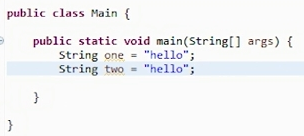 public class Main {
public static void main(String[] args) {
String one = "hello";
String two = "hello";
}
}